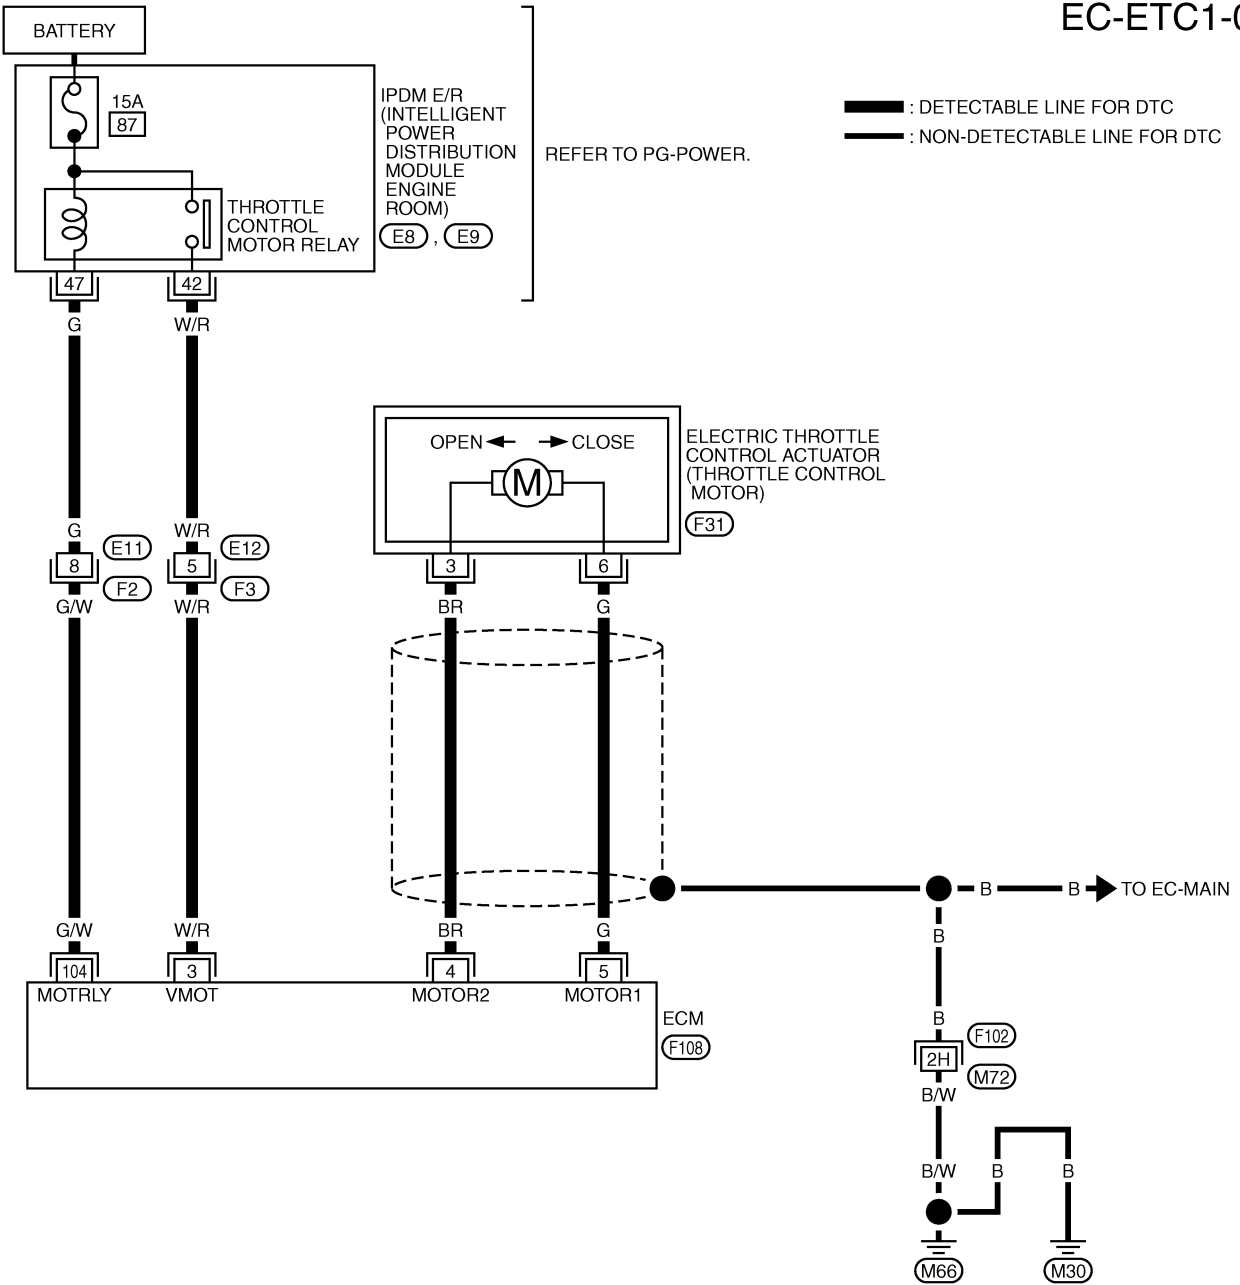 EC-ETC1-0
BATTERY
15A
87
IPDM E/R
(INTELLIGENT
POWER
DISTRIBUTION
MODULE
ENGINE
ROOM)
E8 , E9
REFER TO PG-POWER.
: DETECTABLE LINE FOR DTC
: NON-DETECTABLE LINE FOR DTC
THROTTLE
CONTROL
MOTOR RELAY
47 42
G W/R
OPEN CLOSE
M
ELECTRIC THROTTLE
CONTROL ACTUATOR
(THROTTLE CONTROL
MOTOR)
F31
G W/R
E11 E12
8 5 3 6
F2 F3
G/W W/R BR G
B B TO EC-MAIN
G/W W/R BR G
B
104 3 4 5
MOTRLY VMOT MOTOR2 MOTOR1
ECM
F108
B
F102
2H
M72
B/W
B/W B B
M66 M30